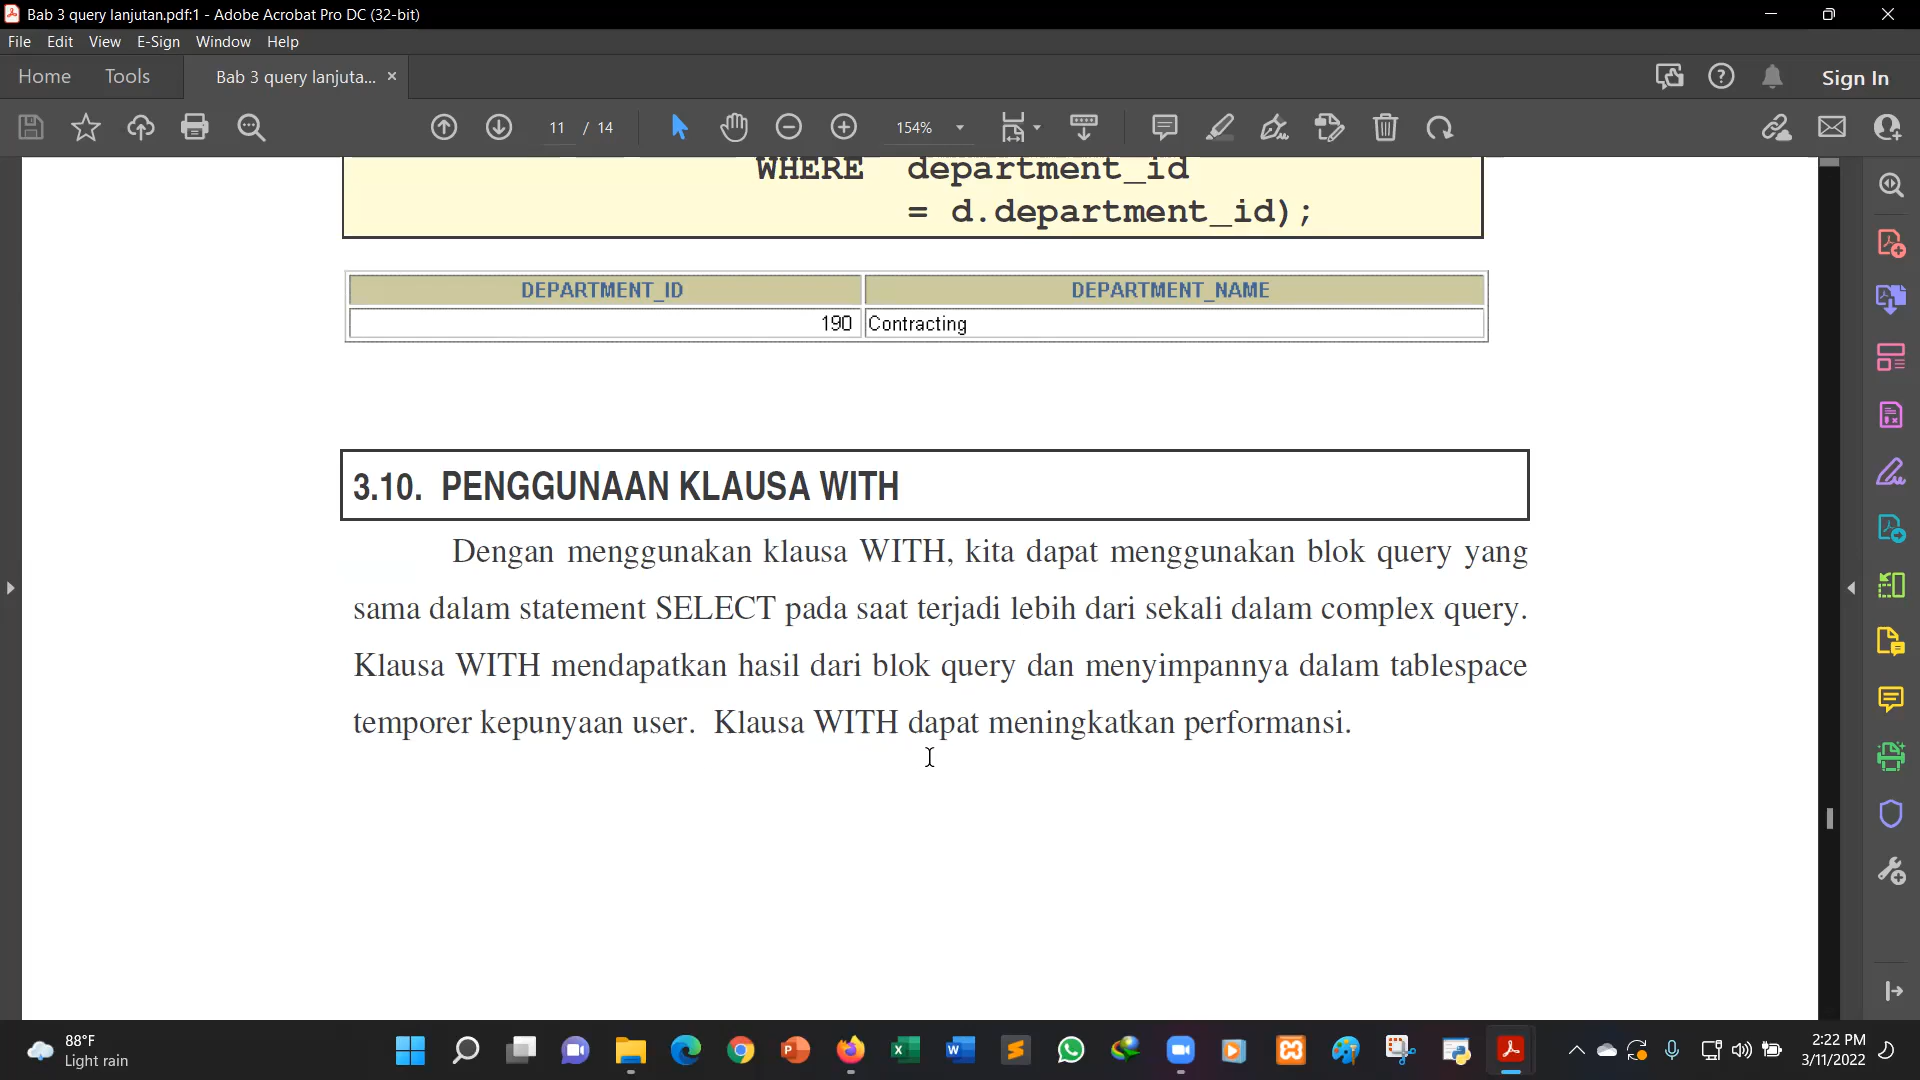 Bab 3 query lanjutan.pdf:1 - Adobe Acrobat Pro DC (32-bit)
File Edit View E-Sign Window Help
Home Tools Bab 3 query lanjuta... × Sign In
11 / 14 154%
WHERE department_id
= d.department_id);
DEPARTMENT_ID DEPARTMENT_NAME
190 Contracting
3.10. PENGGUNAAN KLAUSA WITH
Dengan menggunakan klausa WITH, kita dapat menggunakan blok query yang
sama dalam statement SELECT pada saat terjadi lebih dari sekali dalam complex query.
Klausa WITH mendapatkan hasil dari blok query dan menyimpannya dalam tablespace
temporer kepunyaan user. Klausa WITH dapat meningkatkan performansi.
88°F
Light rain
2:22 PM
3/11/2022